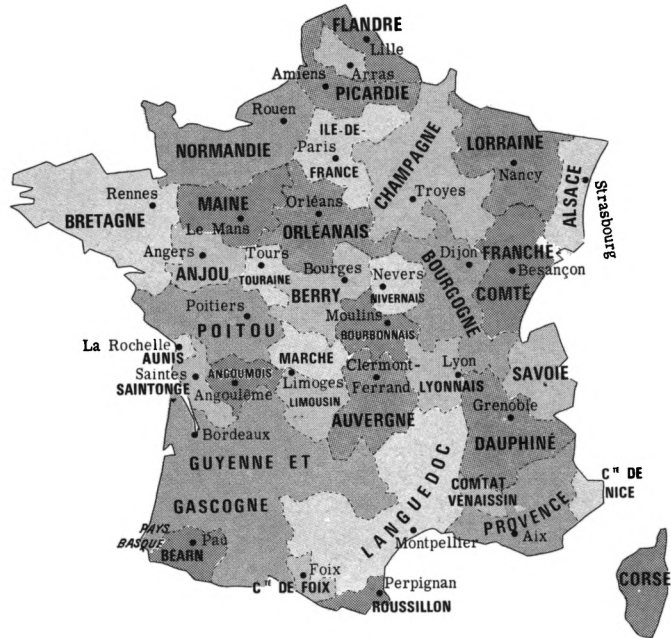 FLANDRE
Lille
Arras
Amiens
PICARDIE
Rouen
ILE-DE-
Paris
FRANCE
NORMANDIE
CHAMPAGNE
LORRAINE
Nancy
ALSACE
Strasbourg
Troyes
Rennes
BRETAGNE
MAINE
Le Mans
Orléans
ORLÉANAIS
Angers
ANJOU
Tours
TOURAINE
Bourges
BERRY
Nevers
NIVERNAIS
BOURGOGNE
Dijon
FRANCHE
Besançon
COMTÉ
Poitiers
POITOU
Moulins
BOURBONNAIS
La Rochelle
AUNIS
Saintes
SAINTONGE
ANGOUMOIS
Angoulême
MARCHE
Limoges
LIMOUSIN
Clermont-
Ferrand
AUVERGNE
Lyon
LYONNAIS
SAVOIE
Grenoble
DAUPHINÉ
Bordeaux
GUYENNE ET
GASCOGNE
LANGUEDOC
COMTAT
VENAISSIN
C^TÉ DE
NICE
PROVENCE
Aix
Montpellier
PAYS
BASQUE
Pau
BÉARN
Foix
C^TÉ DE FOIX
Perpignan
ROUSSILLON
CORSE